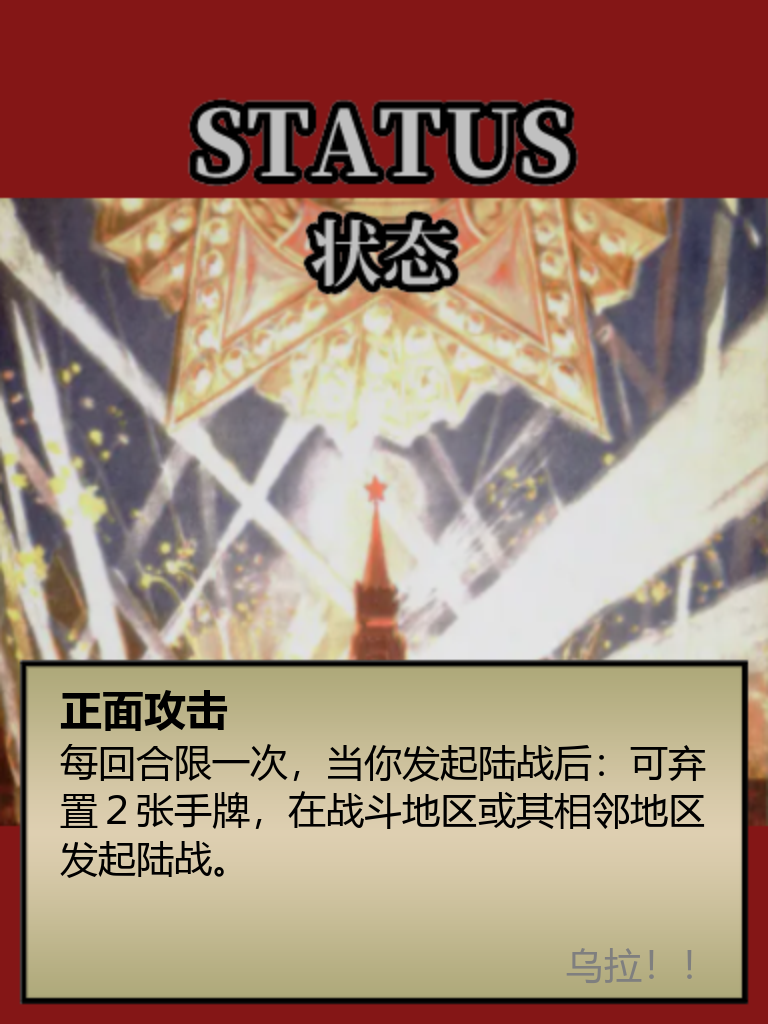 STATUS
状态
正面攻击
每回合限一次，当你发起陆战后：可弃
置2张手牌，在战斗地区或其相邻地区
发起陆战。
乌拉！！